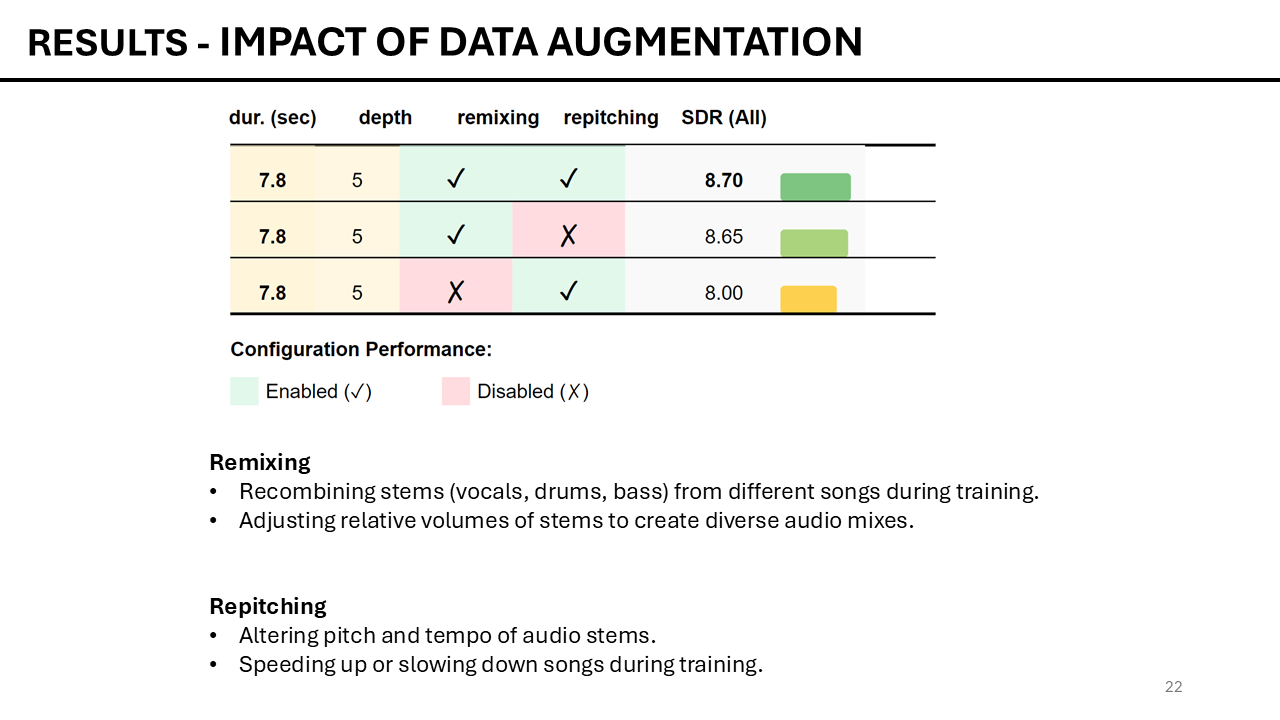 RESULTS - IMPACT OF DATA AUGMENTATION
dur. (sec) depth remixing repitching SDR (All)
7.8 5 ✓ ✓ 8.70
7.8 5 ✓ ✗ 8.65
7.8 5 ✗ ✓ 8.00
Configuration Performance:
Enabled (✓) Disabled (✗)
Remixing
• Recombining stems (vocals, drums, bass) from different songs during training.
• Adjusting relative volumes of stems to create diverse audio mixes.
Repitching
• Altering pitch and tempo of audio stems.
• Speeding up or slowing down songs during training.
22